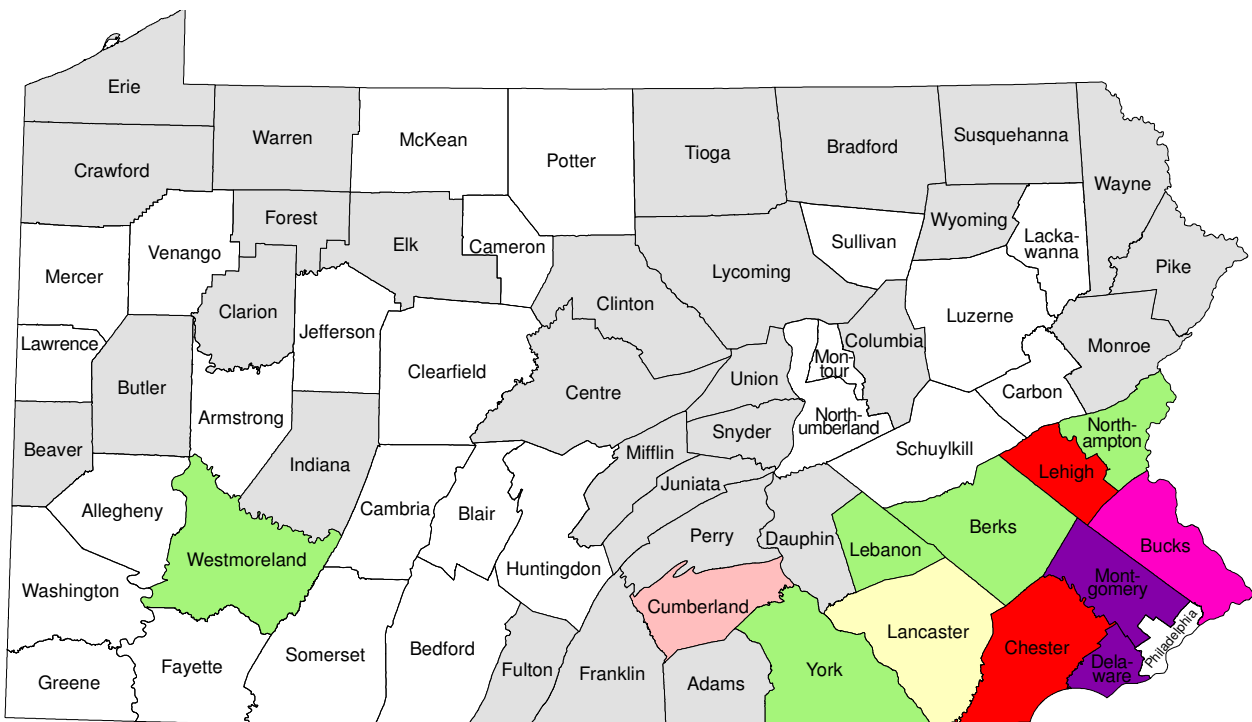 Erie
Warren
McKean
Potter
Tioga
Bradford
Susquehanna
Wayne
Crawford
Forest
Elk
Cameron
Wyoming
Lacka-
wanna
Sullivan
Venango
Mercer
Pike
Lycoming
Clinton
Clarion
Jefferson
Luzerne
Lawrence
Columbia
Monroe
Mon-
tour
Clearfield
Union
Butler
Centre
Carbon
Armstrong
North-
umberland
Snyder
North-
ampton
Beaver
Indiana
Mifflin
Schuylkill
Lehigh
Juniata
Allegheny
Cambria
Blair
Berks
Perry
Dauphin
Lebanon
Bucks
Westmoreland
Huntingdon
Mont-
gomery
Washington
Cumberland
Philadelphia
Lancaster
Chester
Bedford
Somerset
Fayette
Greene
Fulton
Franklin
Adams
York
Dela-
ware